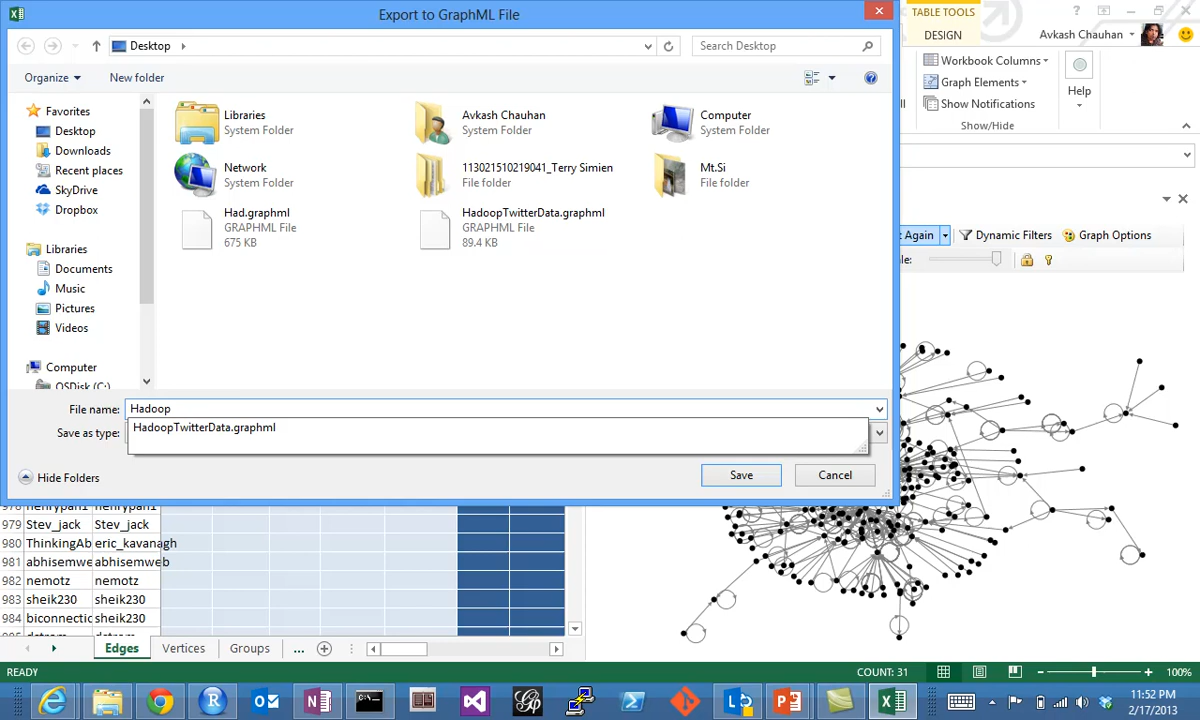 Export to GraphML File
TABLE TOOLS
DESIGN
Avkash Chauhan
Desktop
Search Desktop
Organize
New folder
Workbook Columns
Graph Elements
Show Notifications
Help
Show/Hide
Favorites
Desktop
Downloads
Recent places
SkyDrive
Dropbox
Libraries
Documents
Music
Pictures
Videos
Computer
OSDisk (C:)
Libraries
System Folder
Avkash Chauhan
System Folder
Computer
System Folder
Network
System Folder
113021510219041_Terry Simien
File folder
Mt.Si
File folder
Had.graphml
GRAPHML File
675 KB
HadoopTwitterData.graphml
GRAPHML File
89.4 KB
Again
Dynamic Filters
Graph Options
le:
File name:
Hadoop
HadoopTwitterData.graphml
Save as type:
Hide Folders
Save
Cancel
978 henrypan1 henrypan1
979 Stev_jack Stev_jack
980 ThinkingAb eric_kavanagh
981 abhisemwe abhisemweb
982 nemotz nemotz
983 sheik230 sheik230
984 biconnectio sheik230
Edges
Vertices
Groups
...
READY
COUNT: 31
100%
11:52 PM
2/17/2013